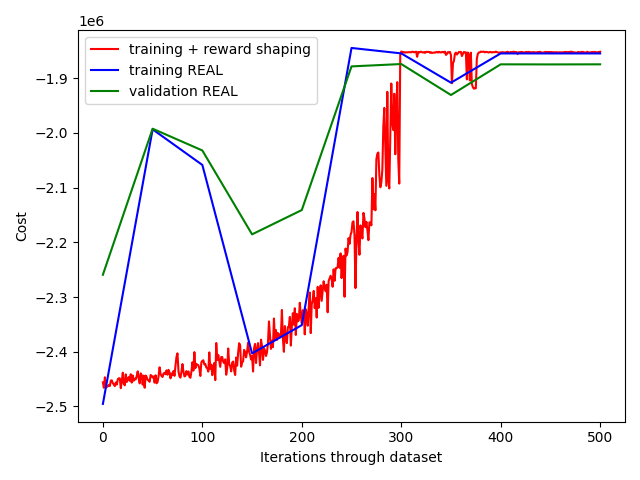 1e6
training + reward shaping
training REAL
validation REAL
−1.9
−2.0
−2.1
−2.2
−2.3
−2.4
−2.5
Cost
0 100 200 300 400 500
Iterations through dataset